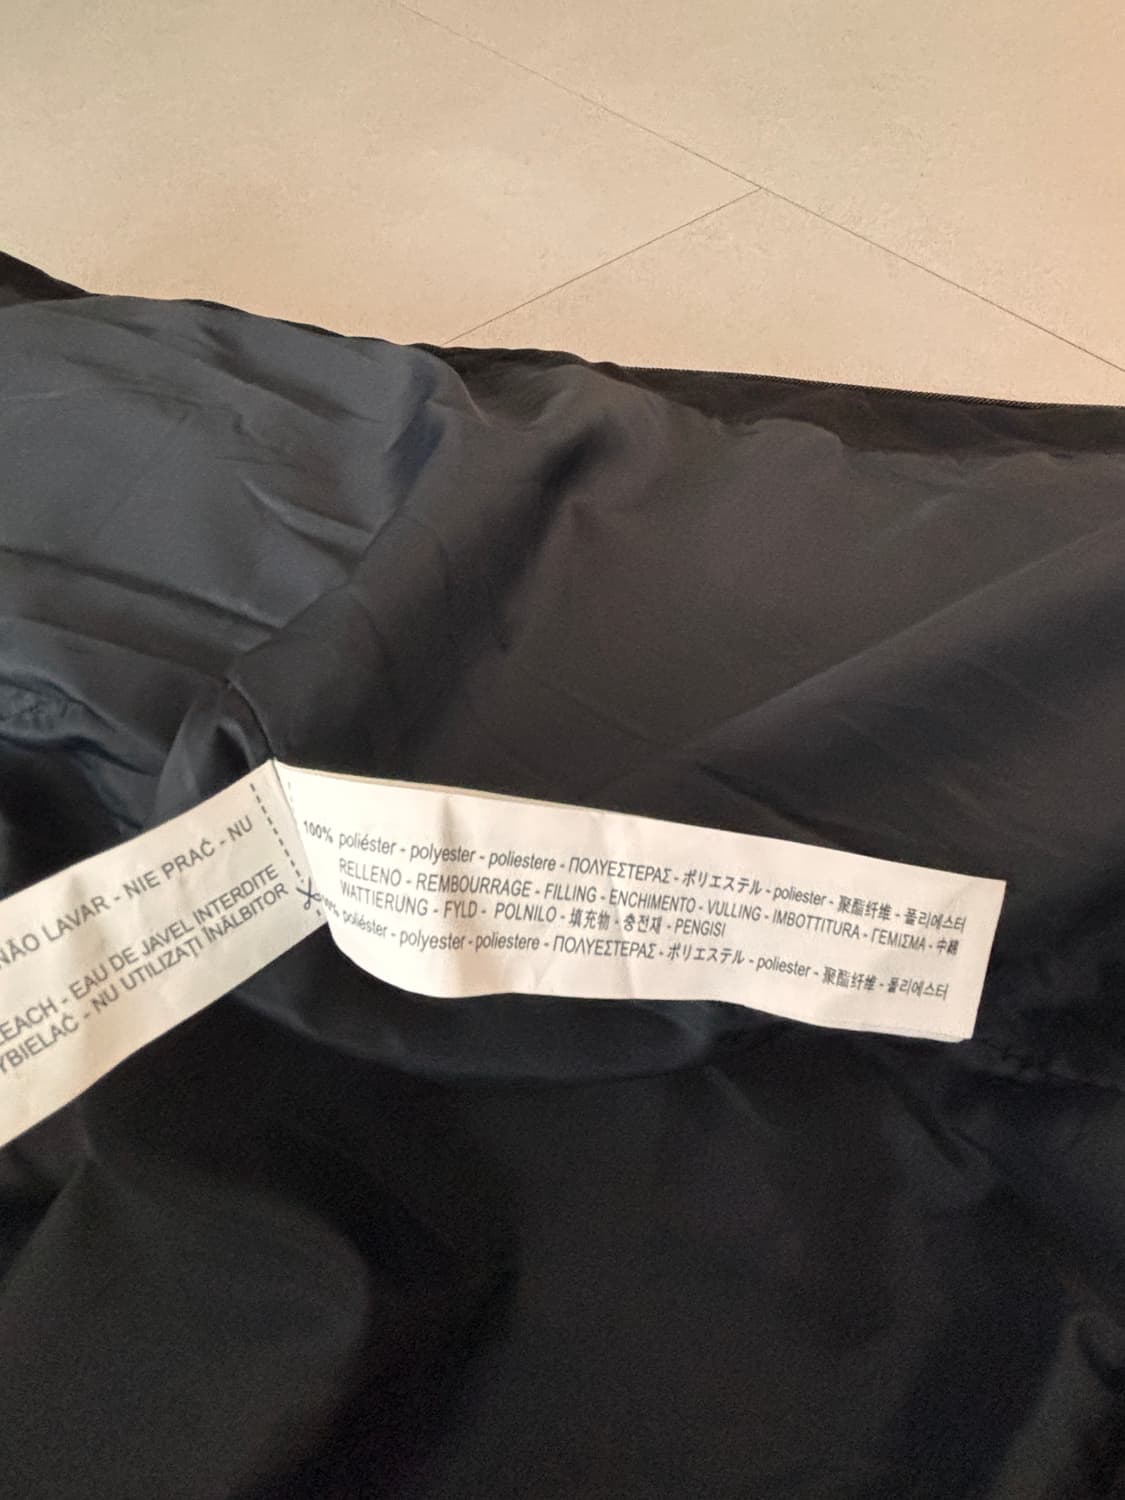 NÃO LAVAR - NIE PRAĆ - NU
EAU DE JAVEL INTERDITE
NU UTILIZAȚI ÎNĂLBITOR
100% poliéster - polyester - poliestere - ΠΟΛΥΕΣΤΕΡΑΣ - ポリエステル - poliester - 聚酯纤维 - 폴리에스터
RELLENO - REMBOURRAGE - FILLING - ENCHIMENTO - VULLING - IMBOTTITURA - ΓΕΜΙΣΜΑ - 中綿
WATTIERUNG - FYLD - POLNILO - 填充物 - 충전재 - PENGISI
poliéster - polyester - poliestere - ΠΟΛΥΕΣΤΕΡΑΣ - ポリエステル - poliester - 聚酯纤维 - 폴리에스터